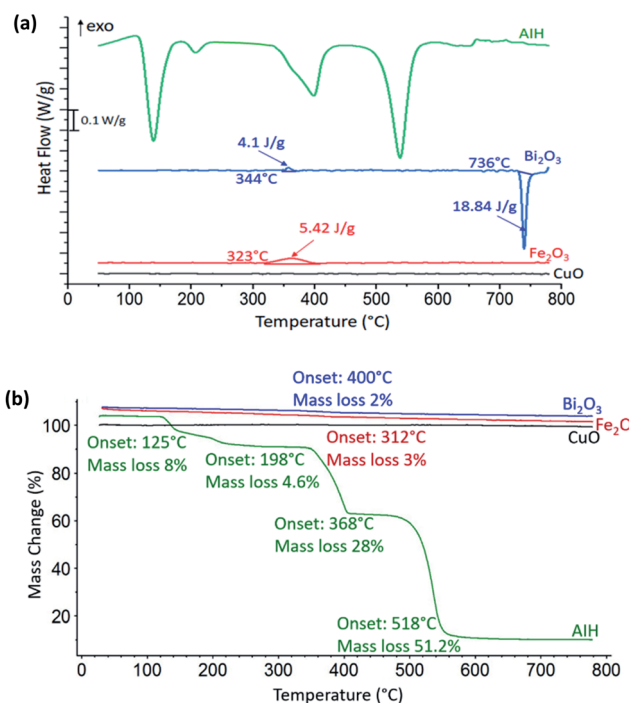 (a)
↑ exo
AIH
0.1 W/g
Heat Flow (W/g)
4.1 J/g
344°C
736°C
Bi₂O₃
18.84 J/g
5.42 J/g
323°C
Fe₂O₃
CuO
0 100 200 300 400 500 600 700 800
Temperature (°C)
(b)
Onset: 400°C
Mass loss 2%
Bi₂O₃
Fe₂O
CuO
100
Onset: 125°C
Mass loss 8%
Onset: 312°C
Mass loss 3%
Onset: 198°C
Mass loss 4.6%
80
Mass Change (%)
60
Onset: 368°C
Mass loss 28%
40
20
Onset: 518°C
Mass loss 51.2%
AIH
0 100 200 300 400 500 600 700 800
Temperature (°C)